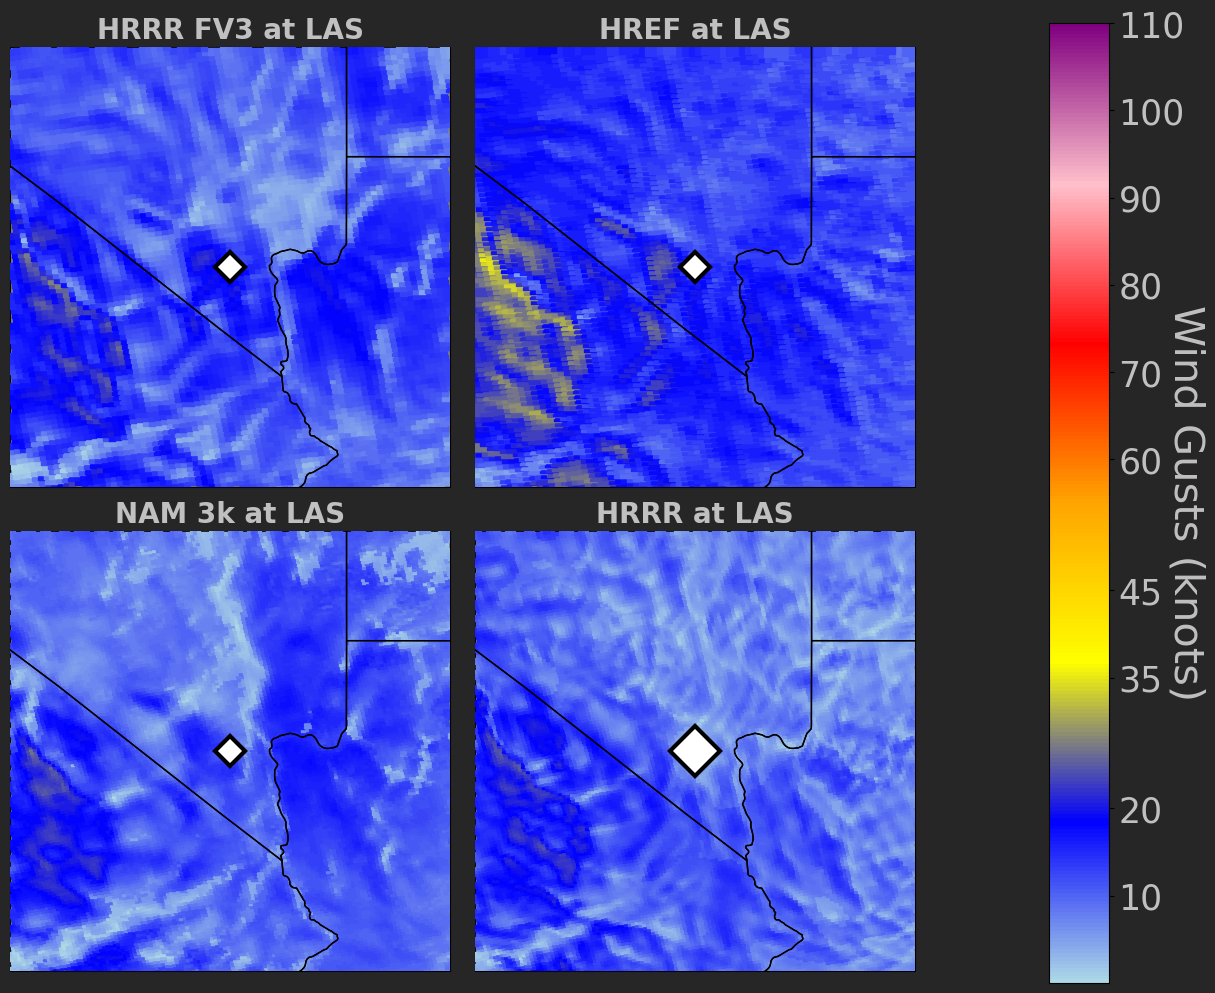 HRRR FV3 at LAS
HREF at LAS
NAM 3k at LAS
HRRR at LAS
110
100
90
80
70
60
45
35
20
10
Wind Gusts (knots)